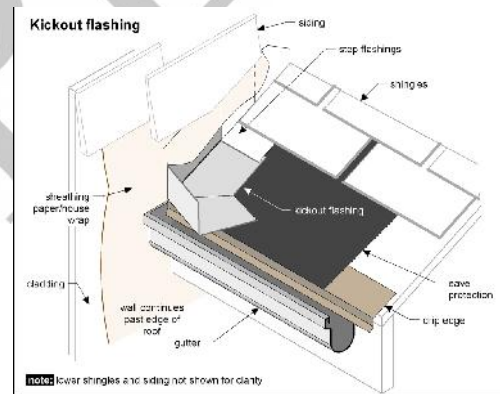 Kickout flashing
siding
step flashings
shingles
kickout flashing
sheathing
paper/house
wrap
eave
protection
cladding
wall continues
past edge of
roof
drip edge
gutter
note: lower shingles and siding not shown for clarity